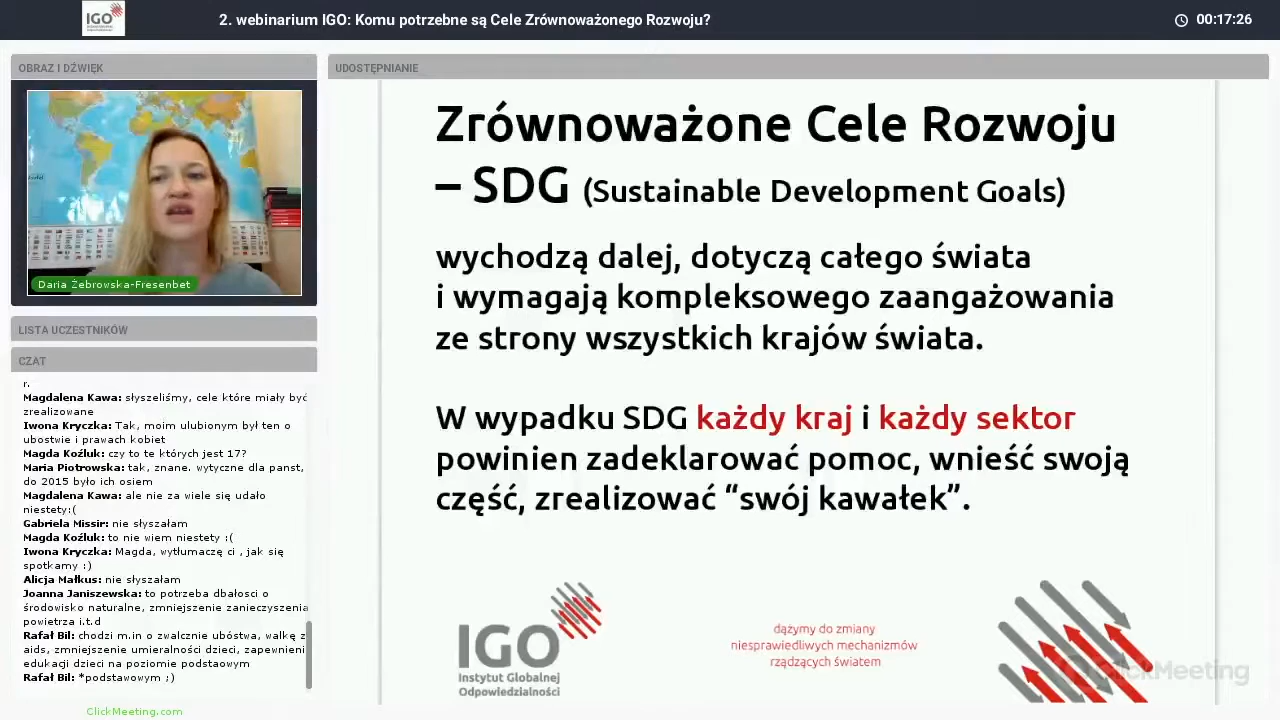 IGO
2. webinarium IGO: Komu potrzebne są Cele Zrównoważonego Rozwoju?
00:17:26
OBRAZ I DŹWIĘK
Daria Żebrowska-Fresenbet
LISTA UCZESTNIKÓW
CZAT
r.
Magdalena Kawa: słyszeliśmy, cele które miały być
zrealizowane
Iwona Kryczka: Tak, moim ulubionym był ten o
ubostwie i prawach kobiet
Magda Koźluk: czy to te których jest 17?
Maria Piotrowska: tak, znane. wytyczne dla panst,
do 2015 było ich osiem
Magdalena Kawa: ale nie za wiele się udało
niestety:(
Gabriela Missir: nie słyszałam
Magda Koźluk: to nie wiem niestety :(
Iwona Kryczka: Magda, wytłumaczę ci , jak się
spotkamy :)
Alicja Małkus: nie słyszałam
Joanna Janiszewska: to potrzeba dbałosci o
środowisko naturalne, zmniejszenie zanieczyszenia
powietrza i.t.d
Rafał Bil: chodzi m.in o zwalcznie ubóstwa, walkę z
aids, zmniejszenie umieralności dzieci, zapewnieni
edukacji dzieci na poziomie podstaowym
Rafał Bil: *podstawowym ;)
ClickMeeting.com
UDOSTĘPNIANIE
Zrównoważone Cele Rozwoju
– SDG (Sustainable Development Goals)
wychodzą dalej, dotyczą całego świata
i wymagają kompleksowego zaangażowania
ze strony wszystkich krajów świata.
W wypadku SDG każdy kraj i każdy sektor
powinien zadeklarować pomoc, wnieść swoją
część, zrealizować “swój kawałek”.
IGO
Instytut Globalnej
Odpowiedzialności
dążymy do zmiany
niesprawiedliwych mechanizmów
rządzących światem
ClickMeeting